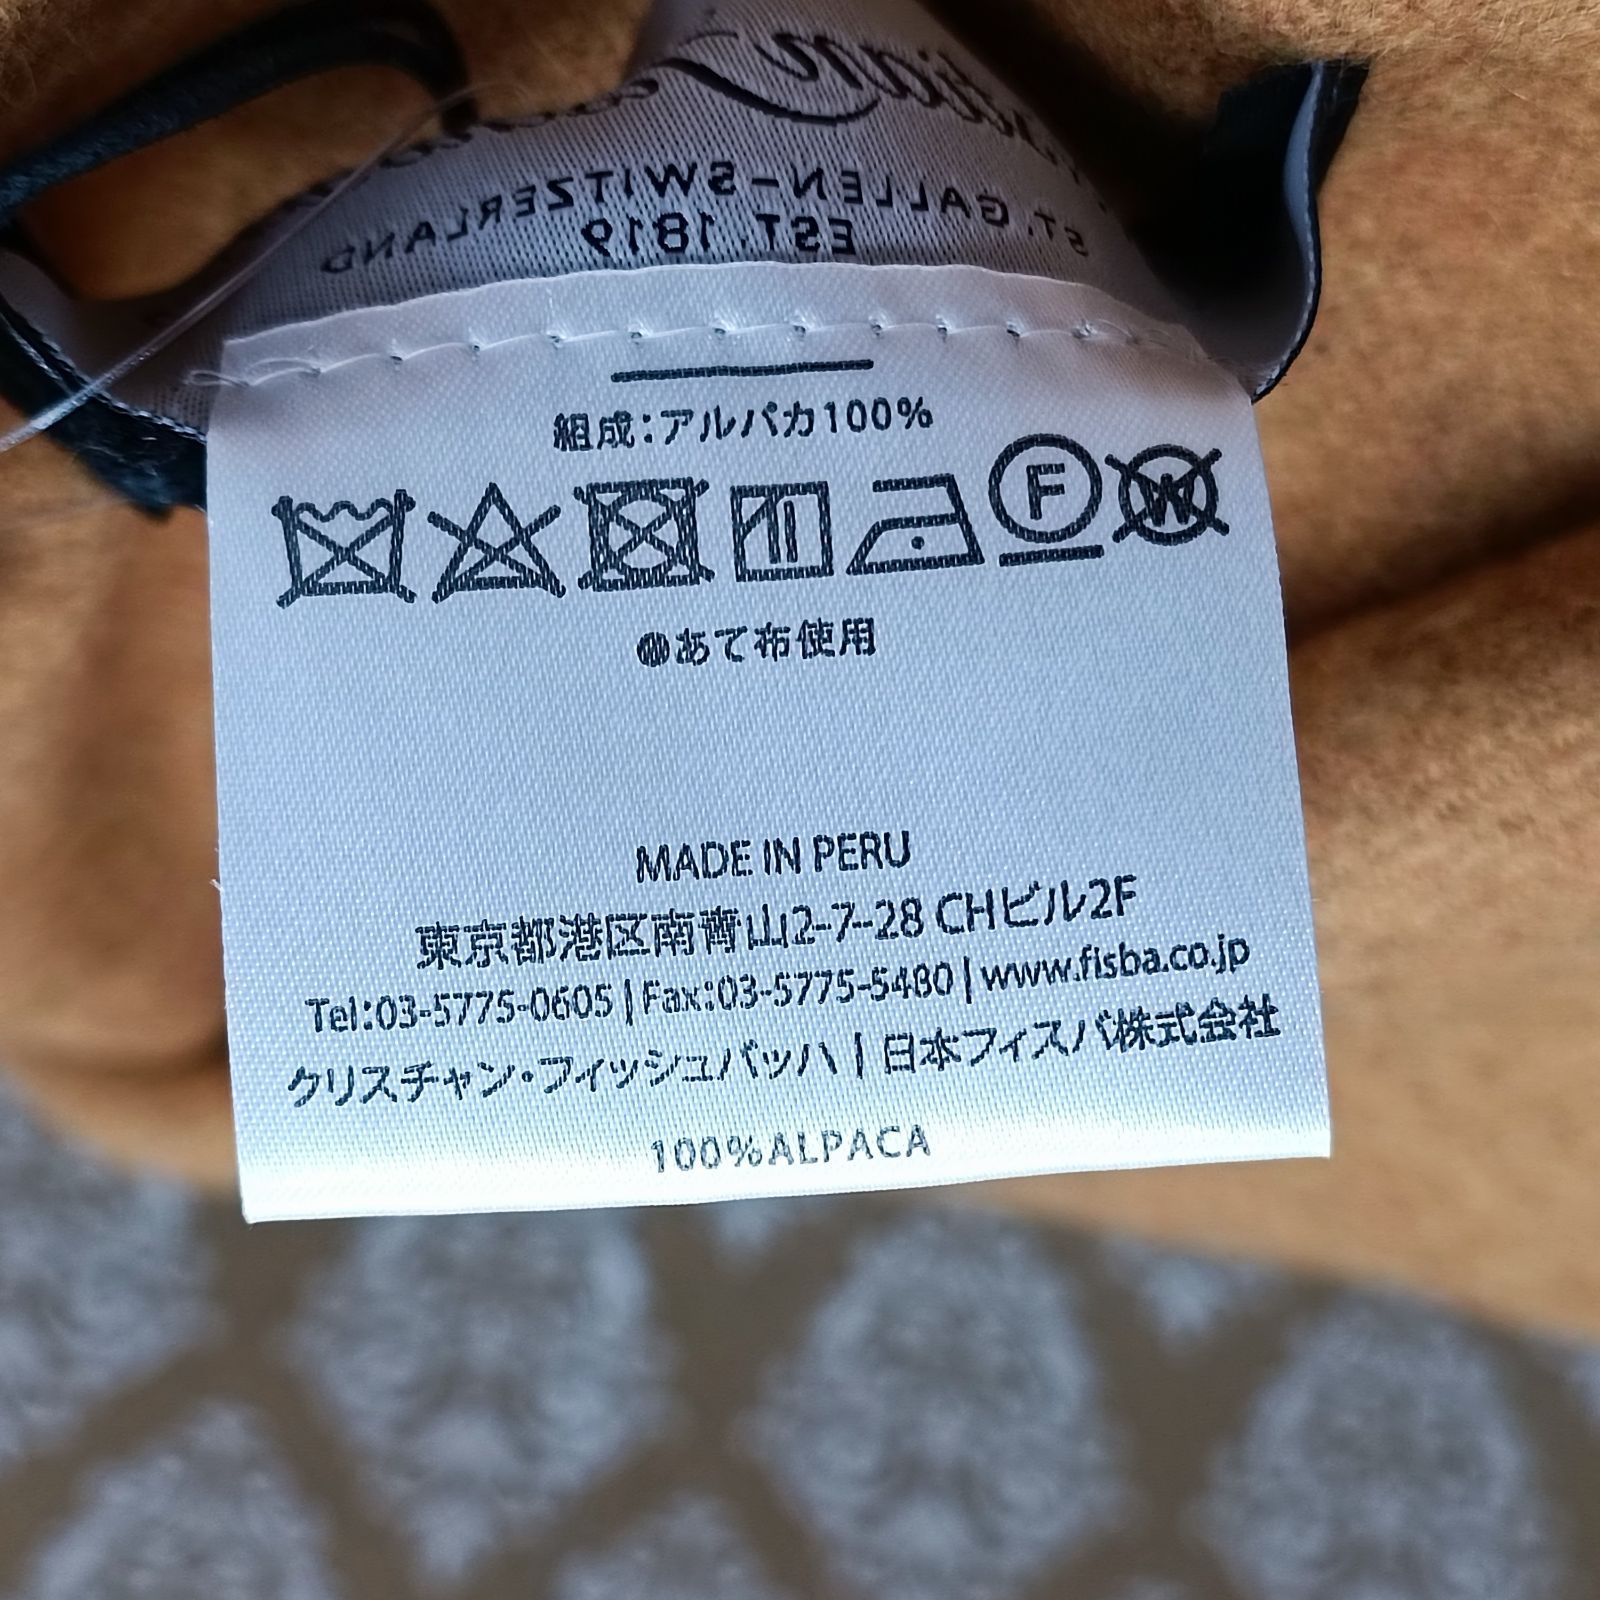 ST. GALLEN–SWITZERLAND
EST. 1819
組成:アルパカ100%
F W
●あて布使用
MADE IN PERU
東京都港区南青山2-7-28 CHビル2F
Tel:03-5775-0605 | Fax:03-5775-5480 | www.fisba.co.jp
クリスチャン・フィッシュバッハ | 日本フィスバ株式会社
100%ALPACA